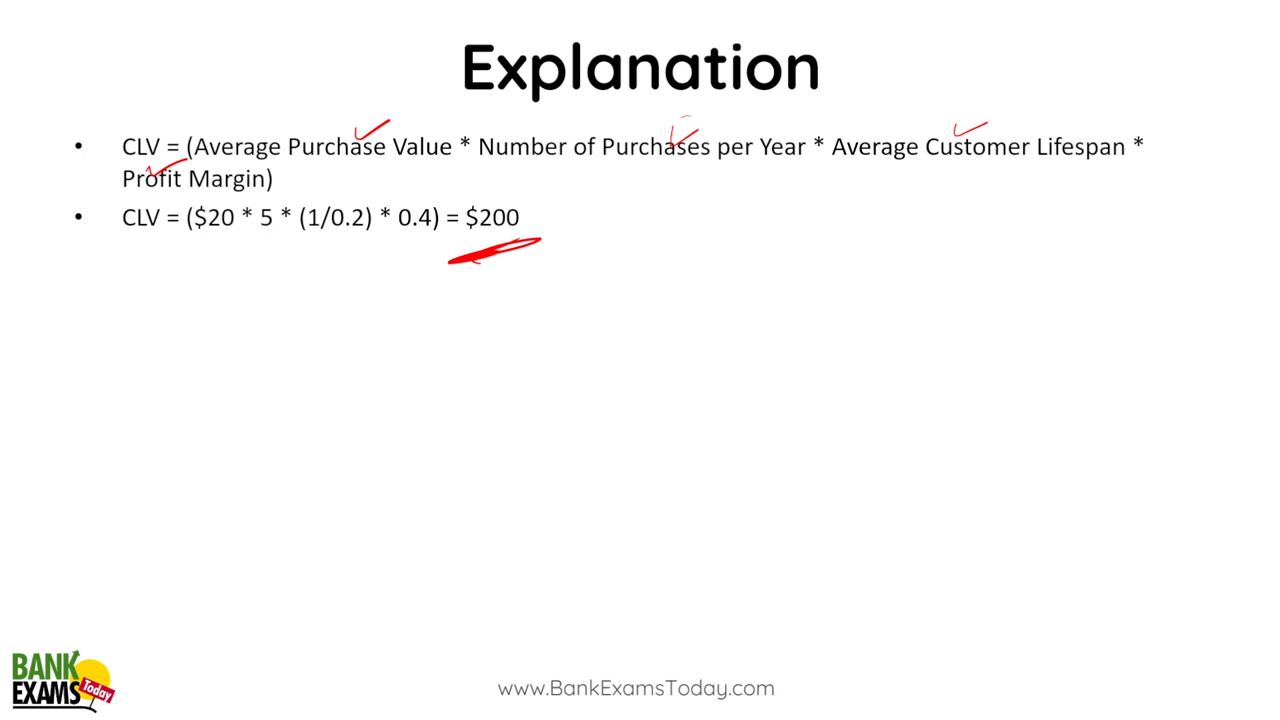 Explanation
• CLV = (Average Purchase Value * Number of Purchases per Year * Average Customer Lifespan *
Profit Margin)
• CLV = ($20 * 5 * (1/0.2) * 0.4) = $200
BANK
EXAMS
Today
www.BankExamsToday.com